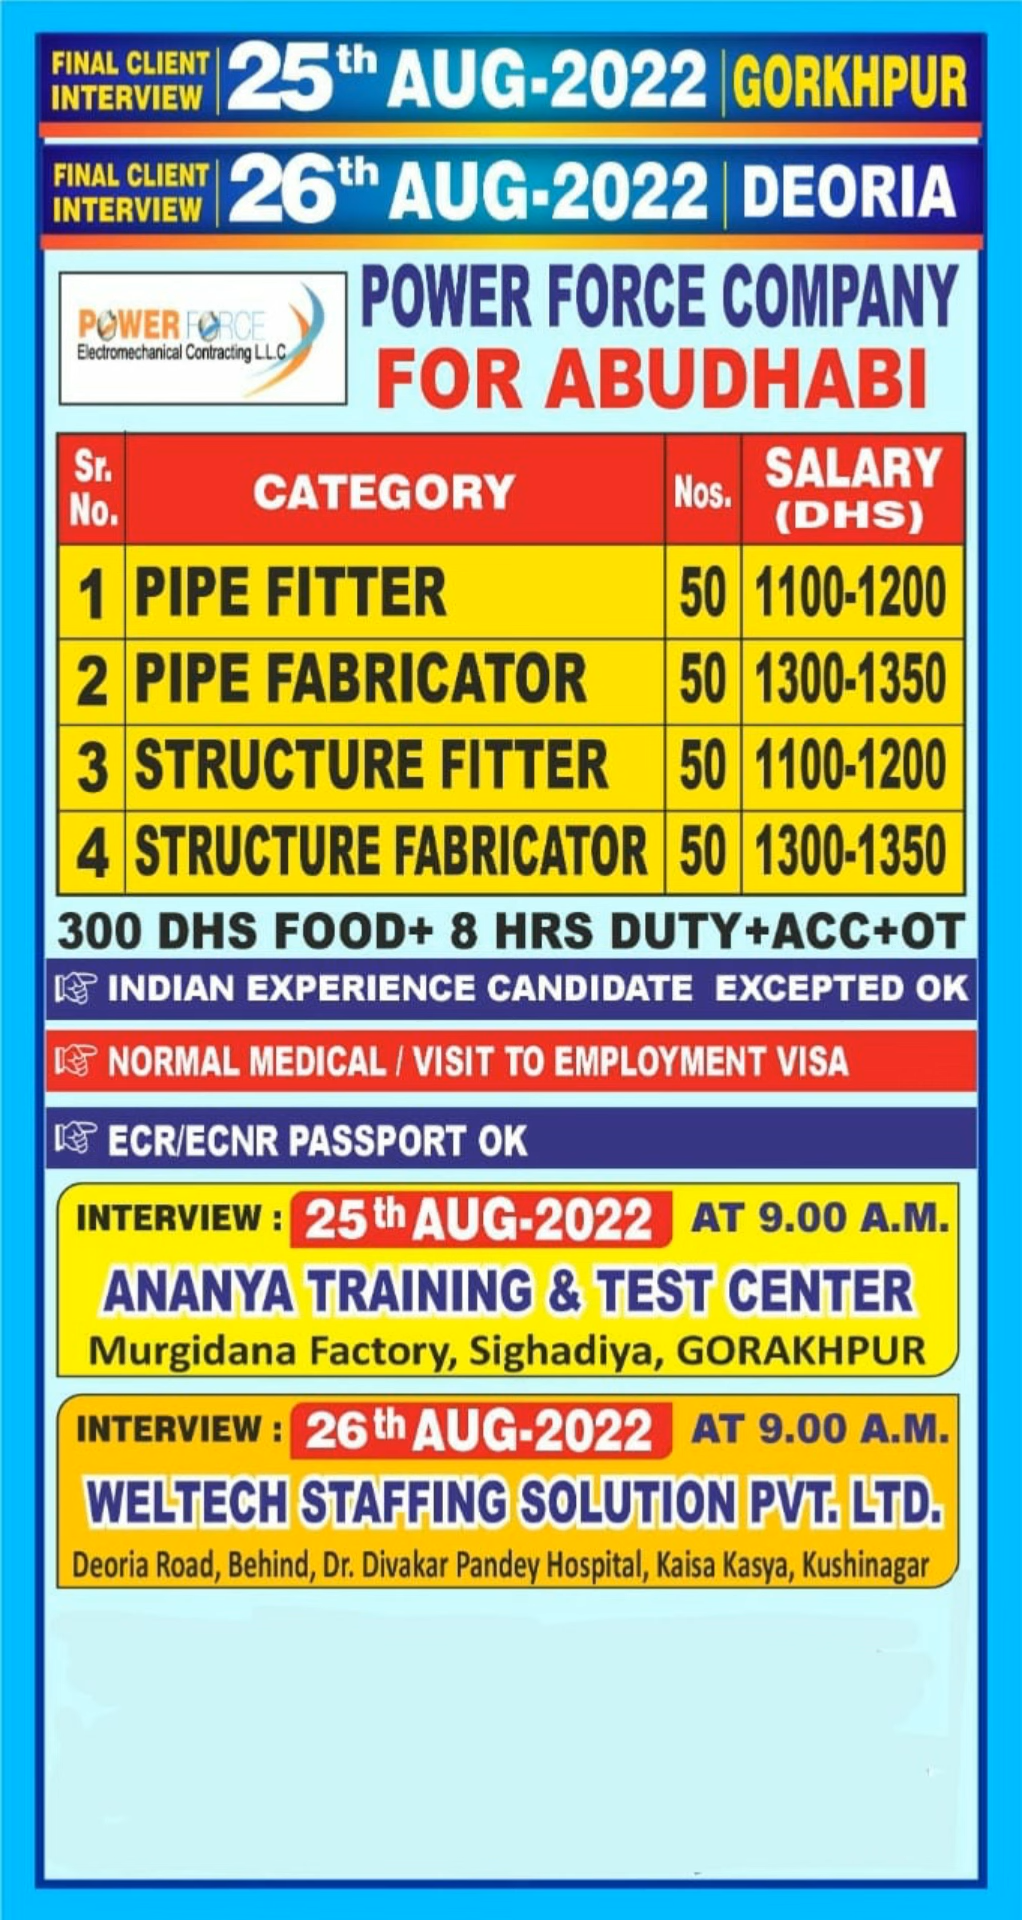 FINAL CLIENT INTERVIEW 25th AUG-2022 GORKHPUR
FINAL CLIENT INTERVIEW 26th AUG-2022 DEORIA
POWER FORCE
Electromechanical Contracting L.L.C
POWER FORCE COMPANY
FOR ABUDHABI
Sr. No. CATEGORY Nos. SALARY (DHS)
1 PIPE FITTER 50 1100-1200
2 PIPE FABRICATOR 50 1300-1350
3 STRUCTURE FITTER 50 1100-1200
4 STRUCTURE FABRICATOR 50 1300-1350
300 DHS FOOD+ 8 HRS DUTY+ACC+OT
INDIAN EXPERIENCE CANDIDATE EXCEPTED OK
NORMAL MEDICAL / VISIT TO EMPLOYMENT VISA
ECR/ECNR PASSPORT OK
INTERVIEW : 25th AUG-2022 AT 9.00 A.M.
ANANYA TRAINING & TEST CENTER
Murgidana Factory, Sighadiya, GORAKHPUR
INTERVIEW : 26th AUG-2022 AT 9.00 A.M.
WELTECH STAFFING SOLUTION PVT. LTD.
Deoria Road, Behind, Dr. Divakar Pandey Hospital, Kaisa Kasya, Kushinagar